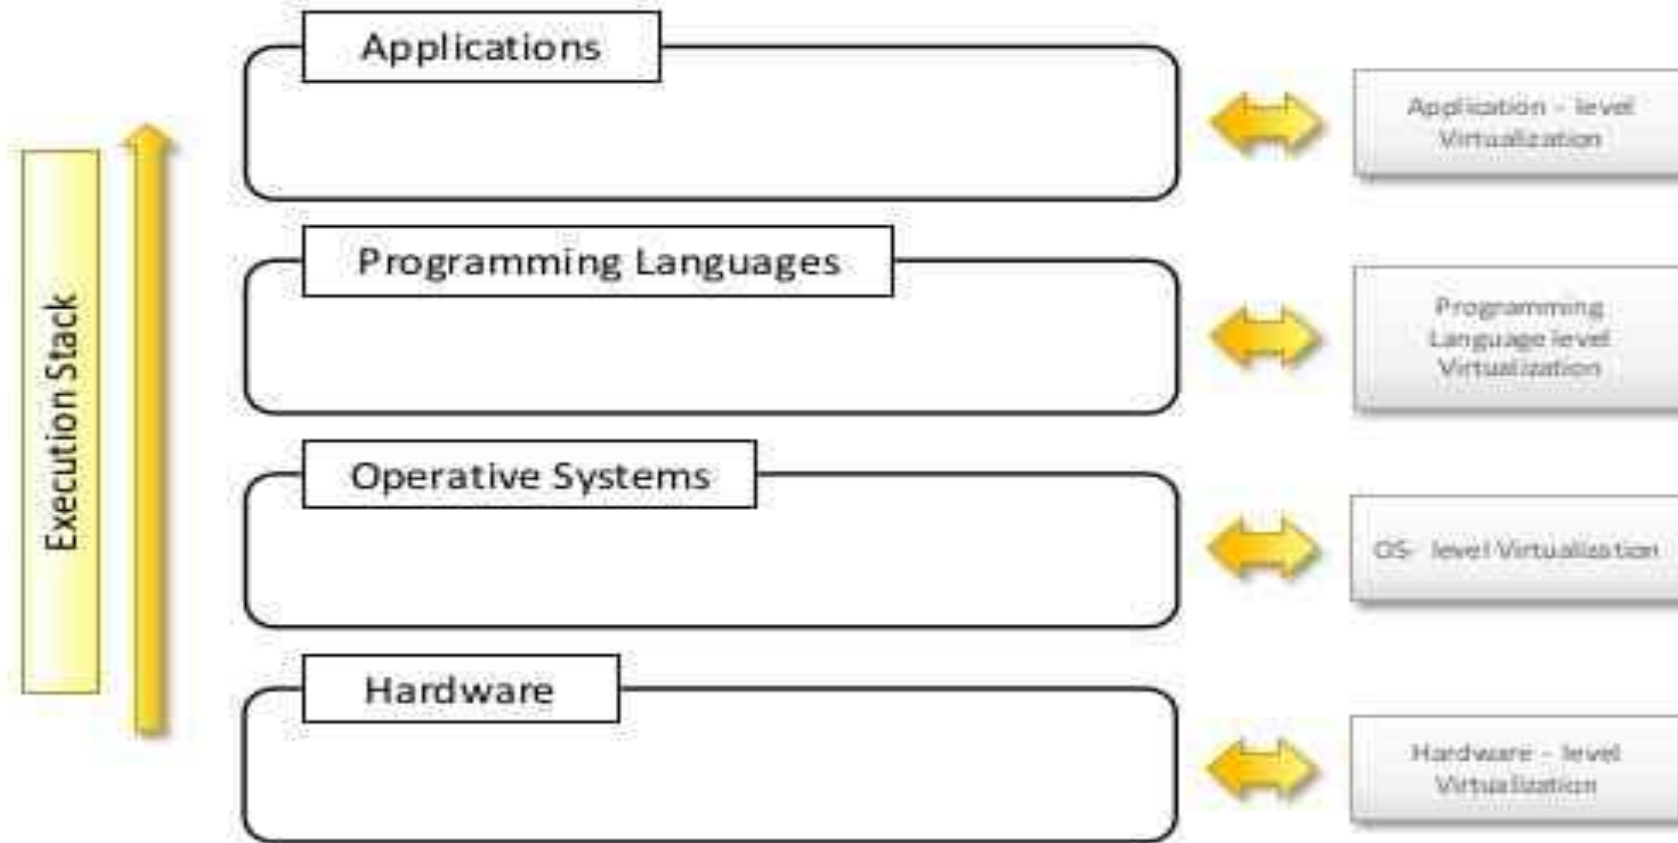 Applications
Application - level
Virtualization
Execution Stack
Programming Languages
Programming
Language level
Virtualization
Operative Systems
OS- level Virtualization
Hardware
Hardware - level
Virtualization